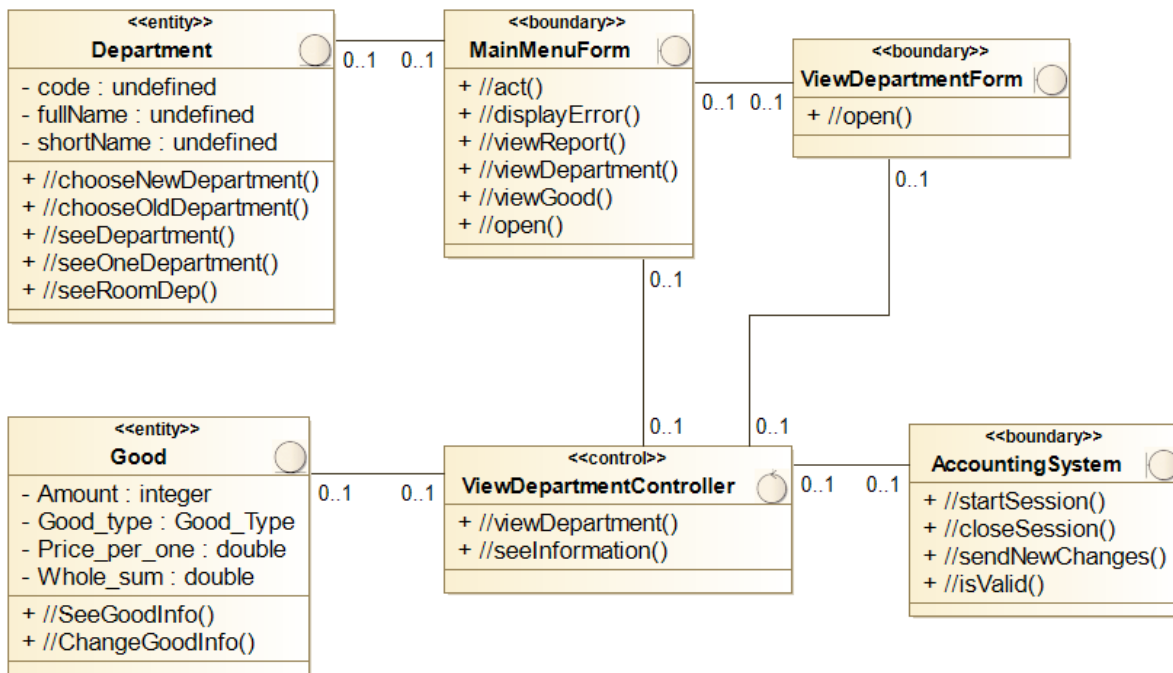 <<entity>>
Department
- code : undefined
- fullName : undefined
- shortName : undefined
+ //chooseNewDepartment()
+ //chooseOldDepartment()
+ //seeDepartment()
+ //seeOneDepartment()
+ //seeRoomDep()
0..1
0..1
<<boundary>>
MainMenuForm
+ //act()
+ //displayError()
+ //viewReport()
+ //viewDepartment()
+ //viewGood()
+ //open()
0..1
0..1
<<boundary>>
ViewDepartmentForm
+ //open()
0..1
0..1
0..1
0..1
<<entity>>
Good
- Amount : integer
- Good_type : Good_Type
- Price_per_one : double
- Whole_sum : double
+ //SeeGoodInfo()
+ //ChangeGoodInfo()
0..1
0..1
<<control>>
ViewDepartmentController
+ //viewDepartment()
+ //seeInformation()
0..1
0..1
<<boundary>>
AccountingSystem
+ //startSession()
+ //closeSession()
+ //sendNewChanges()
+ //isValid()